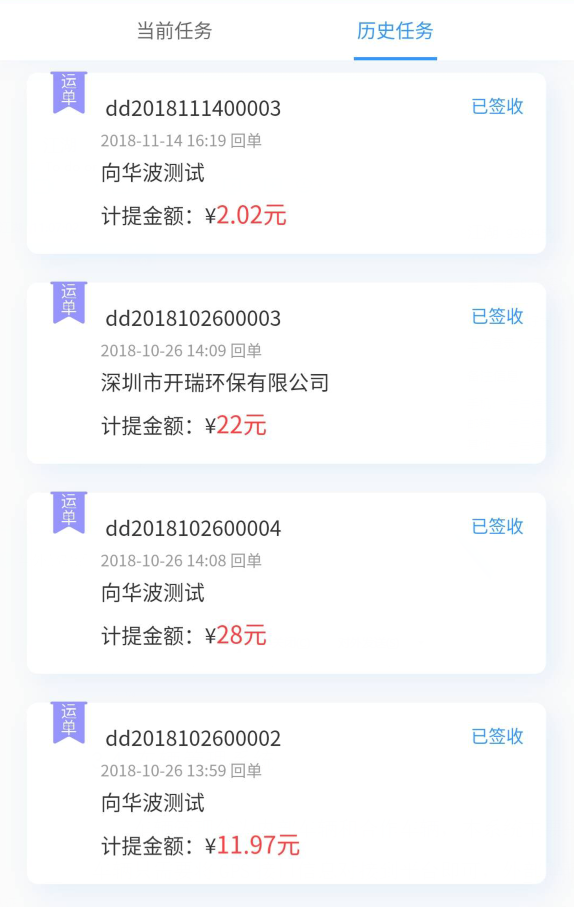 当前任务 历史任务
运单
dd2018111400003 已签收
2018-11-14 16:19 回单
向华波测试
计提金额：¥2.02元
运单
dd2018102600003 已签收
2018-10-26 14:09 回单
深圳市开瑞环保有限公司
计提金额：¥22元
运单
dd2018102600004 已签收
2018-10-26 14:08 回单
向华波测试
计提金额：¥28元
运单
dd2018102600002 已签收
2018-10-26 13:59 回单
向华波测试
计提金额：¥11.97元